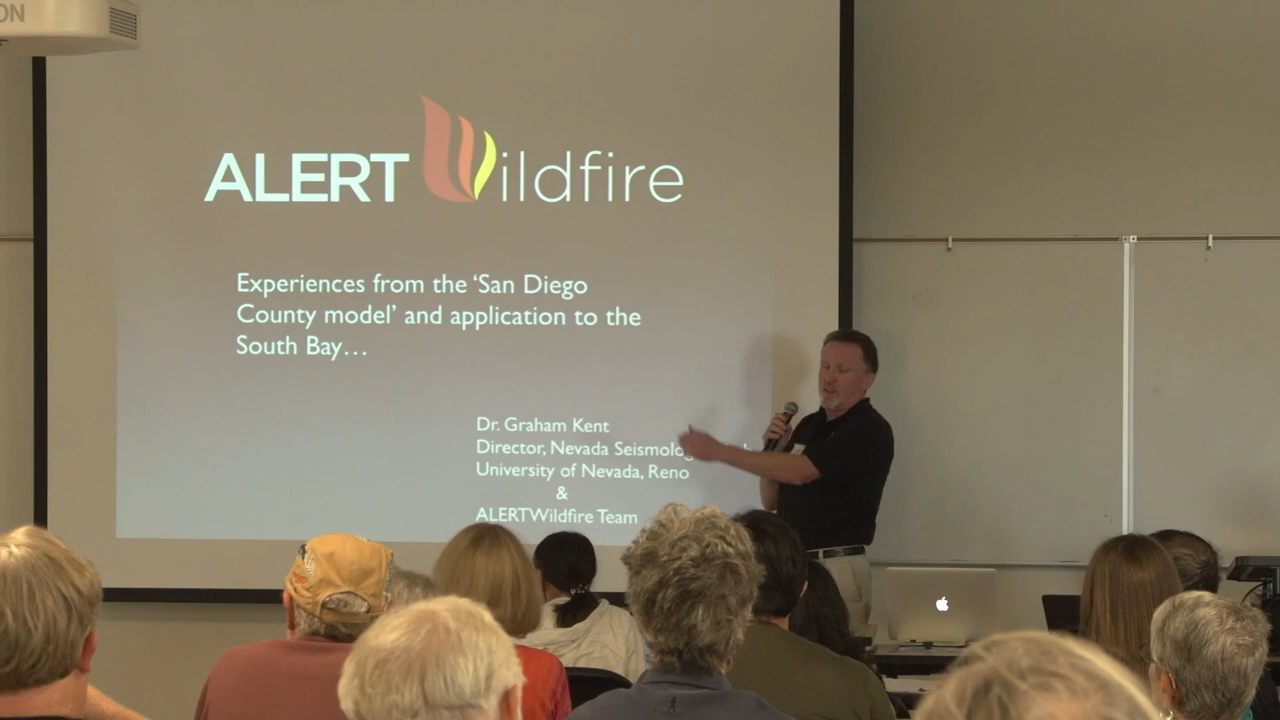 ON
ALERT Wildfire
Experiences from the ‘San Diego
County model’ and application to the
South Bay…
Dr. Graham Kent
Director, Nevada
University of Nevada, Reno
&
ALERTWildfire Team